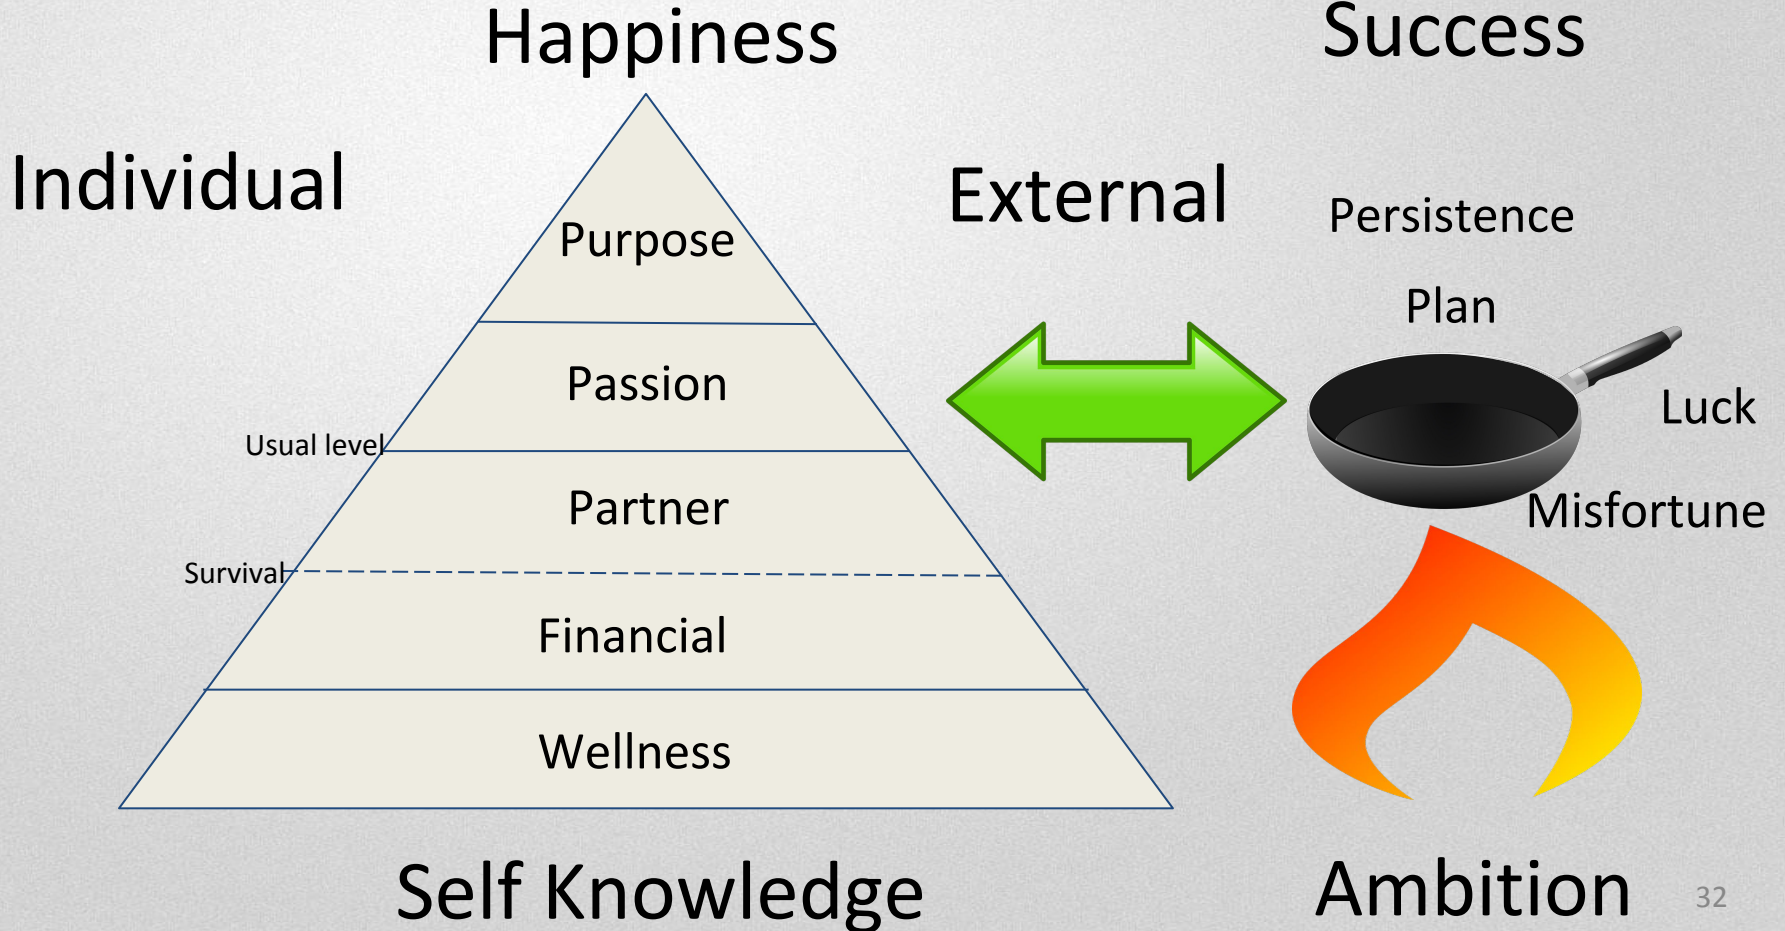 Happiness
Success
Individual
External
Persistence
Purpose
Plan
Passion
Luck
Usual level
Partner
Misfortune
Survival
Financial
Wellness
Self Knowledge
Ambition
32